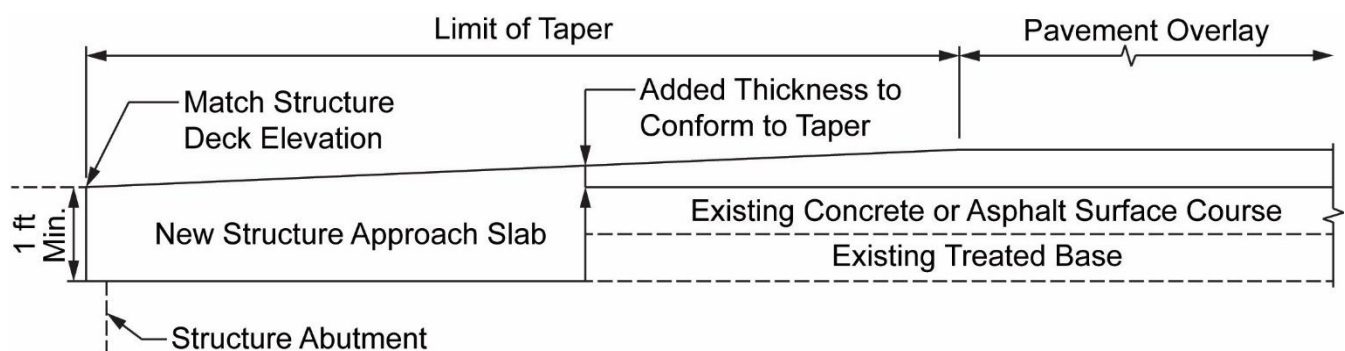 Limit of Taper
Pavement Overlay
Match Structure
Deck Elevation
Added Thickness to
Conform to Taper
1 ft
Min.
New Structure Approach Slab
Existing Concrete or Asphalt Surface Course
Existing Treated Base
Structure Abutment